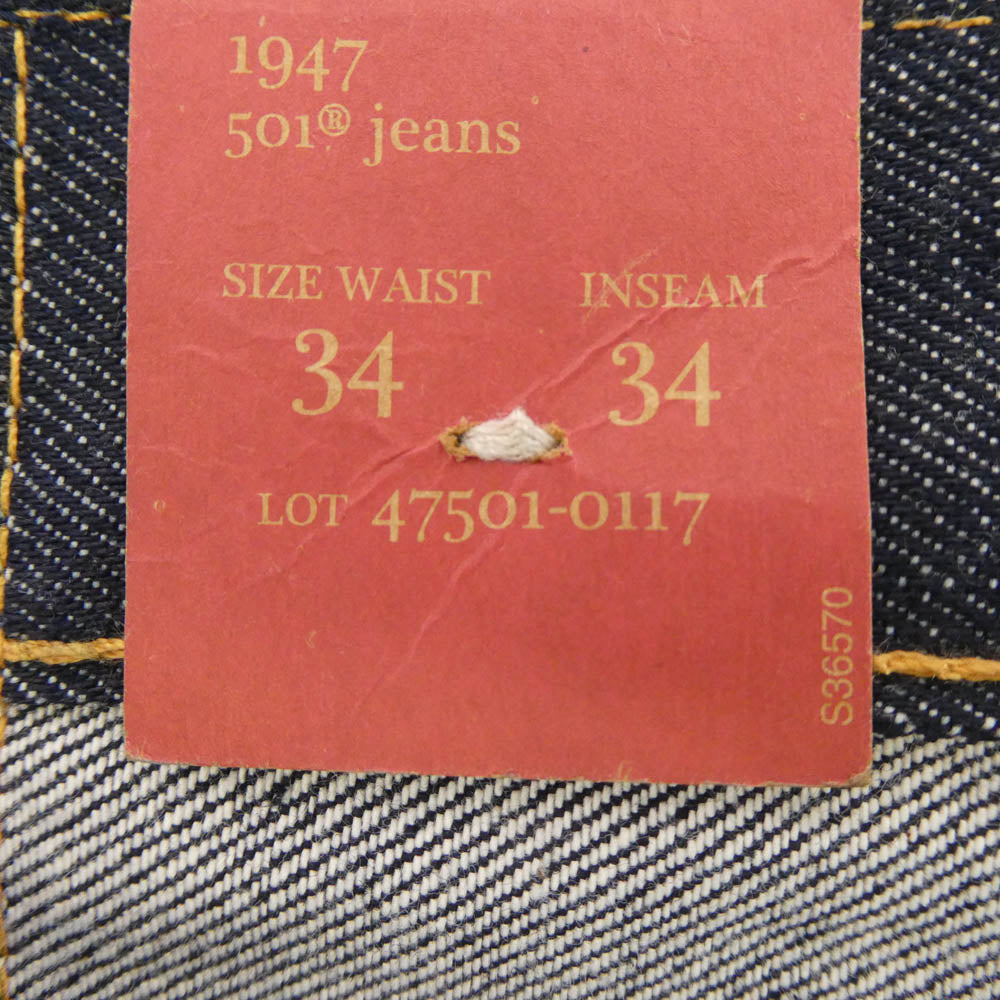 1947
501® jeans
SIZE WAIST INSEAM
34 34
LOT 47501-0117
S36570